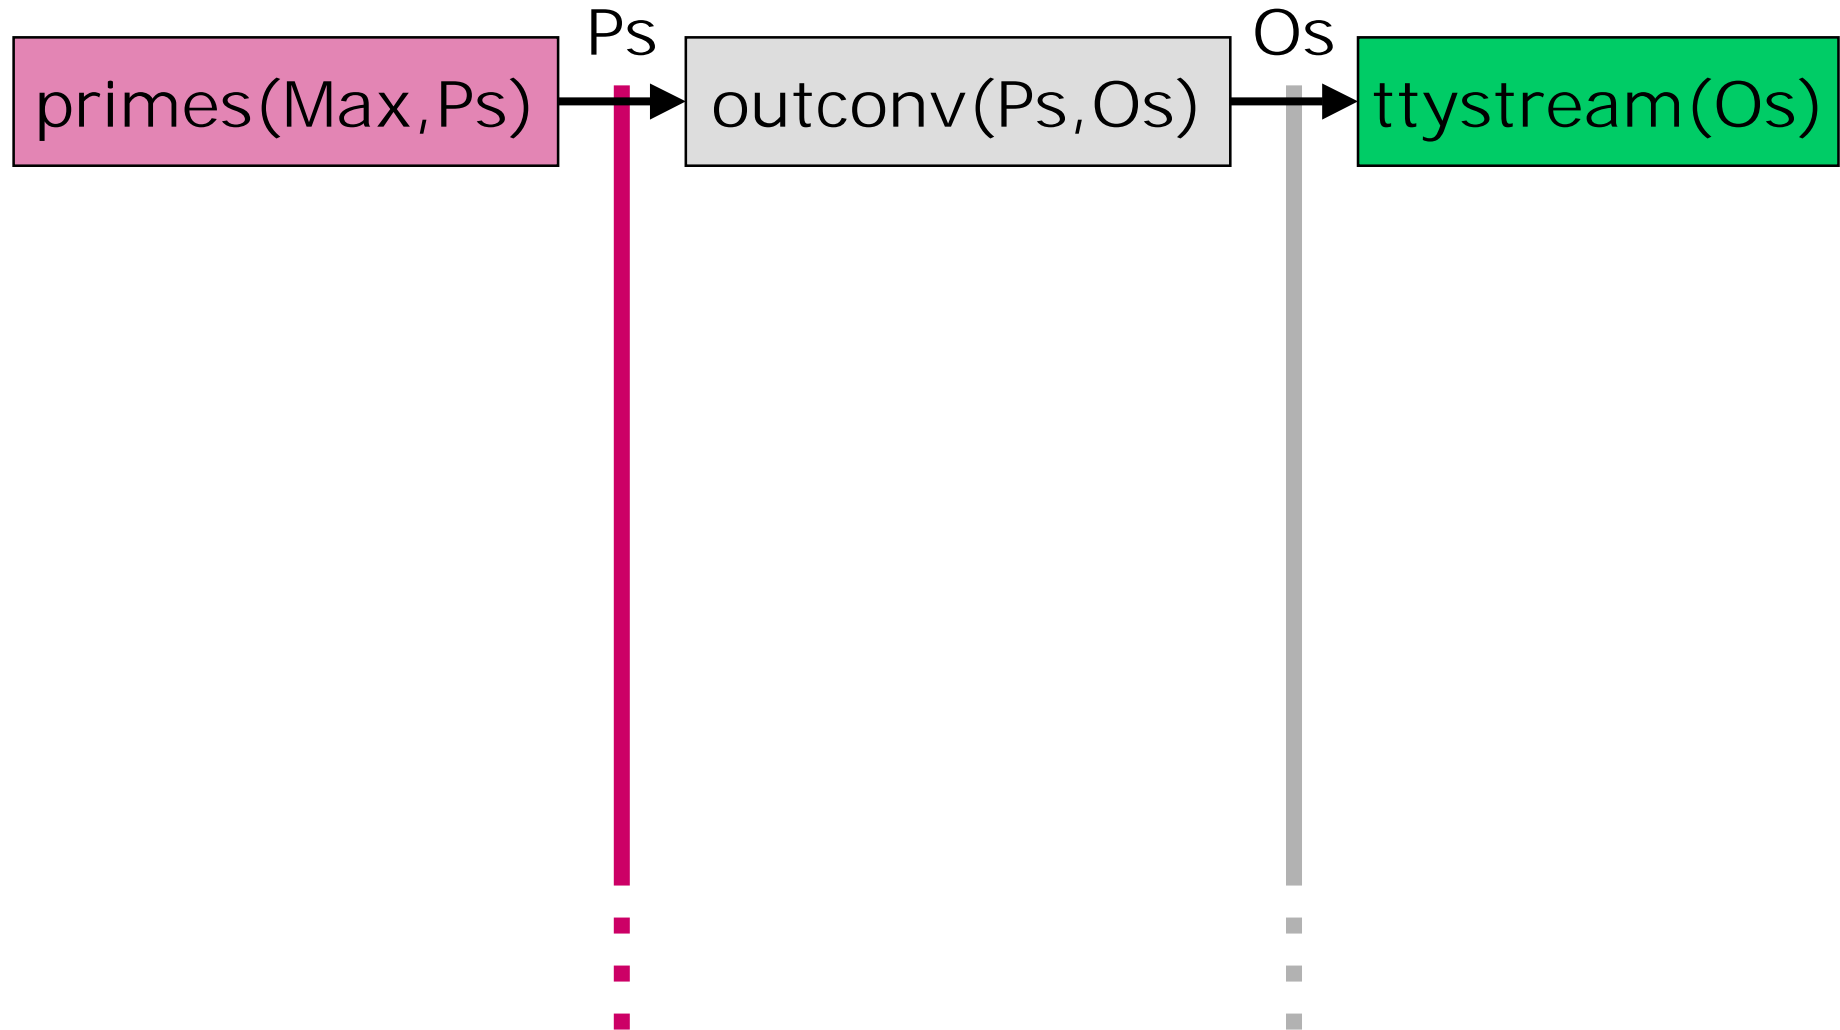 Ps
Os
primes(Max,Ps)
outconv(Ps,Os)
ttystream(Os)